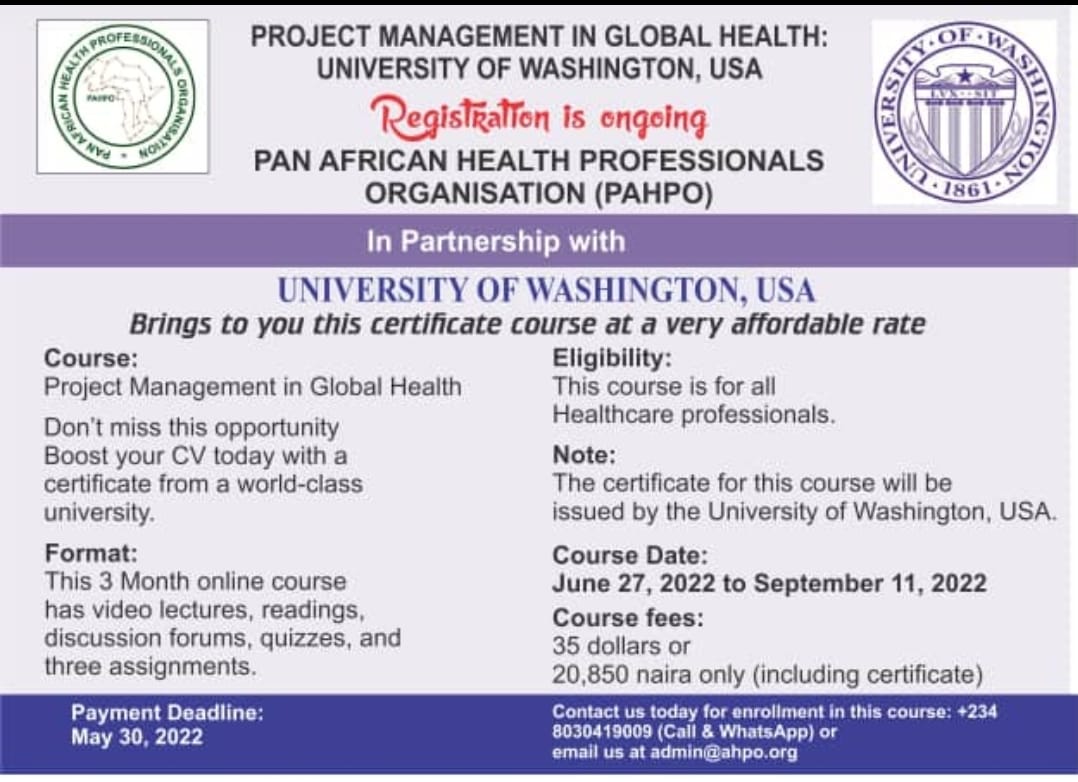 PAN AFRICAN HEALTH PROFESSIONALS ORGANISATION
PAHPO
PROJECT MANAGEMENT IN GLOBAL HEALTH:
UNIVERSITY OF WASHINGTON, USA
Registration is ongoing
PAN AFRICAN HEALTH PROFESSIONALS
ORGANISATION (PAHPO)
UNIVERSITY · OF · WASHINGTON
LVX SIT
1861
In Partnership with
UNIVERSITY OF WASHINGTON, USA
Brings to you this certificate course at a very affordable rate
Course:
Project Management in Global Health
Don't miss this opportunity
Boost your CV today with a
certificate from a world-class
university.
Format:
This 3 Month online course
has video lectures, readings,
discussion forums, quizzes, and
three assignments.
Eligibility:
This course is for all
Healthcare professionals.
Note:
The certificate for this course will be
issued by the University of Washington, USA.
Course Date:
June 27, 2022 to September 11, 2022
Course fees:
35 dollars or
20,850 naira only (including certificate)
Payment Deadline:
May 30, 2022
Contact us today for enrollment in this course: +234
8030419009 (Call & WhatsApp) or
email us at admin@ahpo.org